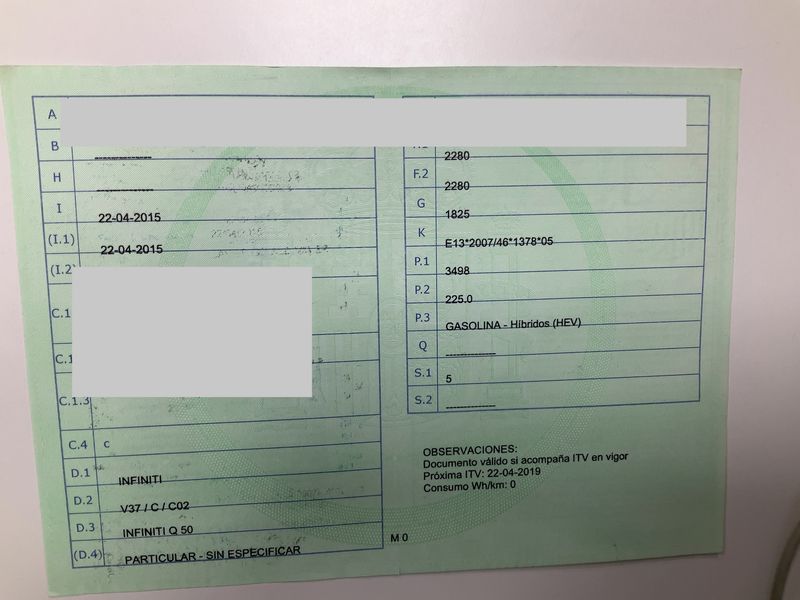 A
B
--------------
H
--------------
I
22-04-2015
(I.1)
22-04-2015
(I.2)
C.1
C.1
C.1.3
C.4 c
D.1
INFINITI
D.2
V37 / C / C02
D.3
INFINITI Q 50
(D.4)
PARTICULAR - SIN ESPECIFICAR
2280
F.2
2280
G
1825
K
E13*2007/46*1378*05
P.1
3498
P.2
225.0
P.3
GASOLINA - Híbridos (HEV)
Q
--------------
S.1
5
S.2
--------------
OBSERVACIONES:
Documento válido si acompaña ITV en vigor
Próxima ITV: 22-04-2019
Consumo Wh/km: 0
M 0